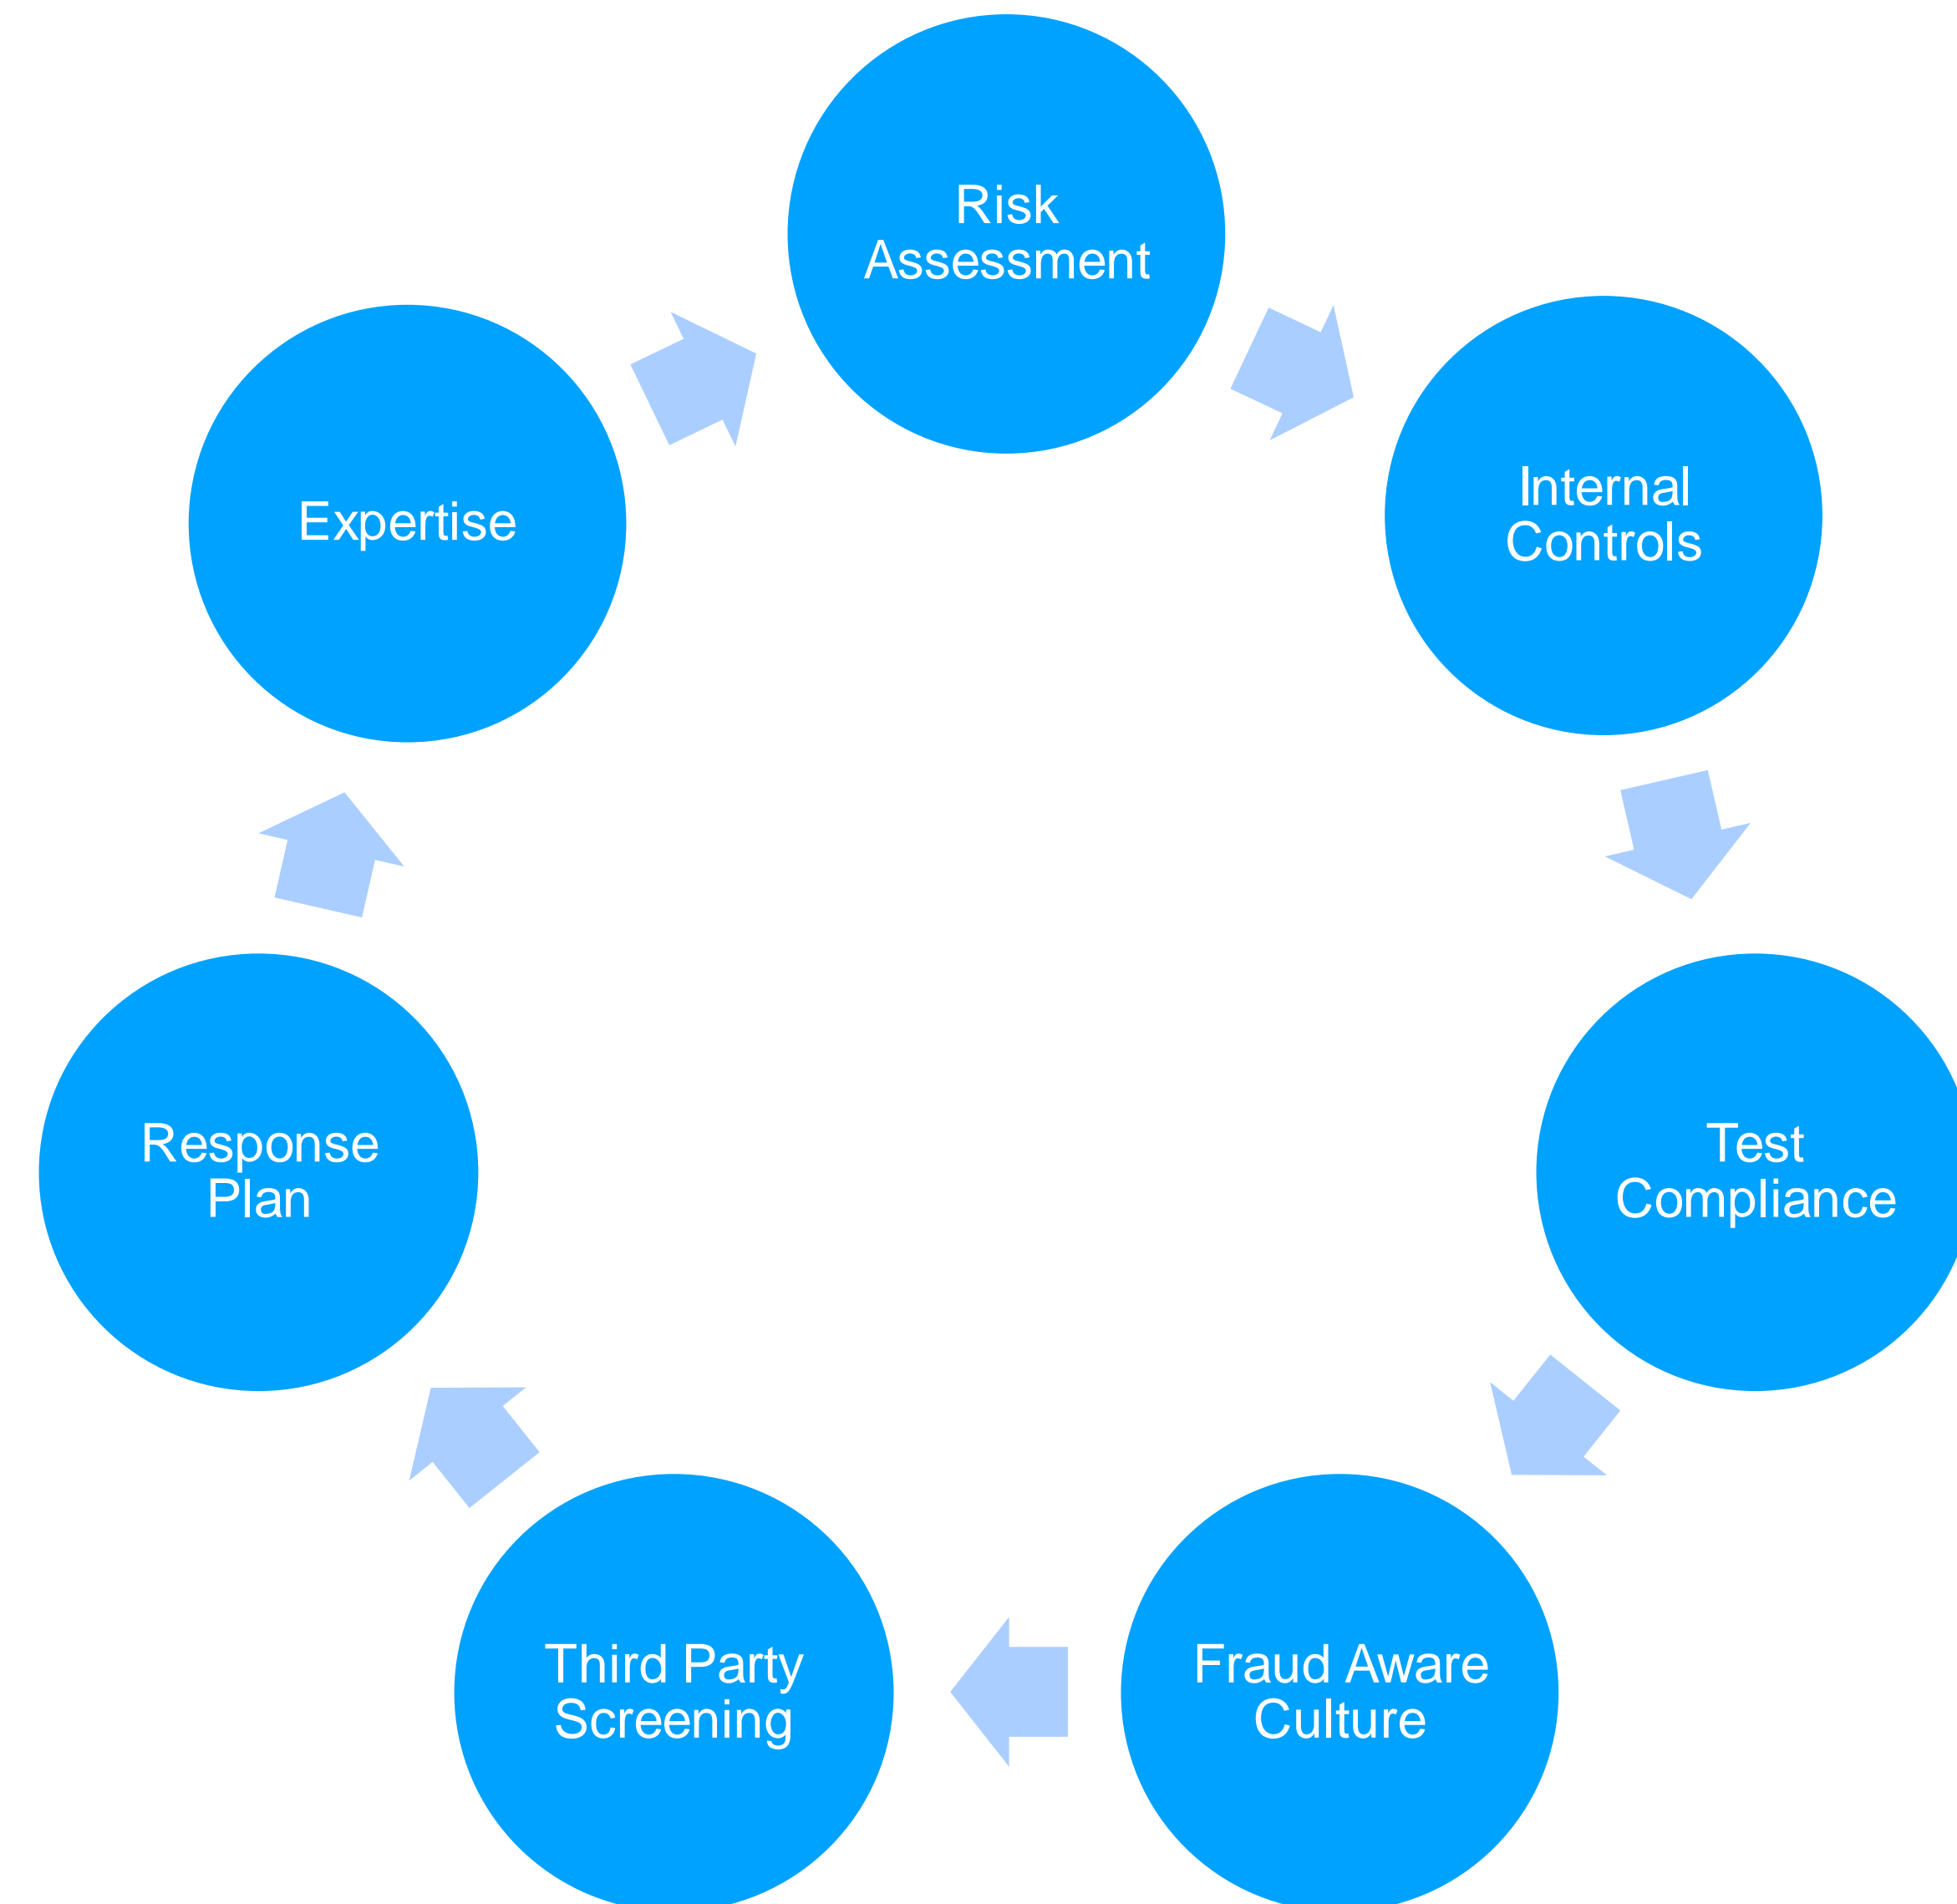 Risk
Assessment
Internal
Controls
Test
Compliance
Fraud Aware
Culture
Third Party
Screening
Response
Plan
Expertise